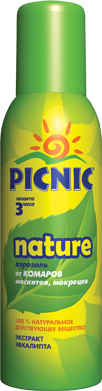 PICNIC
защита
3 часа
nature
аэрозоль
от КОМАРОВ
москитов, мокрецов
100 % НАТУРАЛЬНОЕ
ДЕЙСТВУЮЩЕЕ ВЕЩЕСТВО
ЭКСТРАКТ
ЭВКАЛИПТА